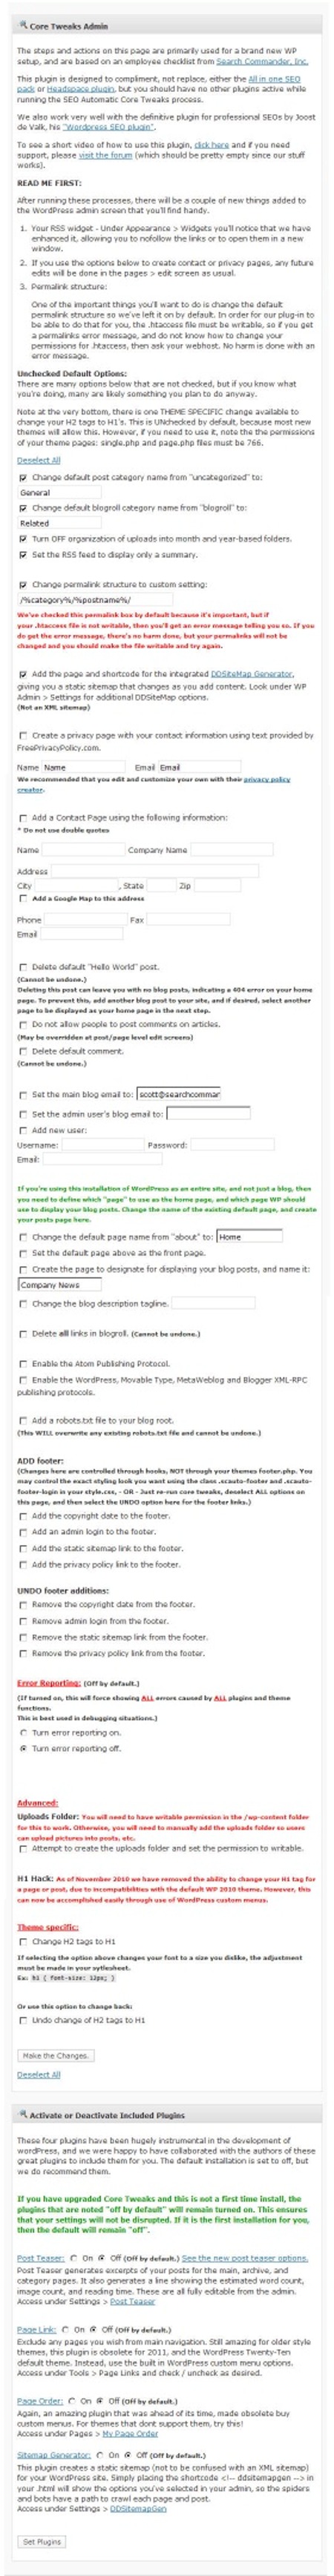 Core Tweaks Admin
The steps and actions on this page are primarily used for a brand new WP
setup, and are based on an employee checklist from Search Commander, Inc.
This plugin is designed to compliment, not replace, either the All in one SEO
pack or Headspace plugin, but you should have no other plugins active while
running the SEO Automatic Core Tweaks process.
We also work very well with the definitive plugin for professional SEOs by Joost
de Valk, his "Wordpress SEO plugin".
To see a short video of how to use this plugin, click here and if you need
support, please visit the forum (which should be pretty empty since our stuff
works).
READ ME FIRST:
After running these processes, there will be a couple of new things added to
the WordPress admin screen that you'll find handy.
1. Your RSS widget - Under Appearance > Widgets you'll notice that we have
enhanced it, allowing you to nofollow the links or to open them in a new
window.
2. If you use the options below to create contact or privacy pages, any future
edits will be done in the pages > edit screen as usual.
3. Permalink structure:
One of the important things you'll want to do is change the default
permalink structure so we've left it on by default. In order for our plug-in to
be able to do that for you, the .htaccess file must be writable, so if you get
a permalinks error message, and do not know how to change your
permissions for .htaccess, then ask your webhost. No harm is done with an
error message.
Unchecked Default Options:
There are many options below that are not checked, but if you know what
you're doing, many are likely something you plan to do anyway.
Note at the very bottom, there is one THEME SPECIFIC change available to
change your H2 tags to H1's. This is UNchecked by default, because most new
themes will allow this. However, if you need to use it, note the the permissions
of your theme pages: single.php and page.php files must be 766.
Deselect All
Change default post category name from "uncategorized" to:
General
Change default blogroll category name from "blogroll" to:
Related
Turn OFF organization of uploads into month and year-based folders.
Set the RSS feed to display only a summary.
Change permalink structure to custom setting:
/%category%/%postname%/
We've checked this permalink box by default because it's important, but if
your .htaccess file is not writable, then you'll get an error message telling you so. If you
do get the error message, there's no harm done, but your permalinks will not be
changed and you should make the file writable and try again.
Add the page and shortcode for the integrated DDSiteMap Generator,
giving you a static sitemap that changes as you add content. Look under WP
Admin > Settings for additional DDSiteMap options.
(Not an XML sitemap)
Create a privacy page with your contact information using text provided by
FreePrivacyPolicy.com.
Name Name Email Email
We recommended that you edit and customize your own with their privacy policy
creator.
Add a Contact Page using the following information:
* Do not use double quotes
Name Company Name
Address
City , State Zip
Add a Google Map to this address
Phone Fax
Email
Delete default "Hello World" post.
(Cannot be undone.)
Deleting this post can leave you with no blog posts, indicating a 404 error on your home
page. To prevent this, add another blog post to your site, and if desired, select another
page to be displayed as your home page in the next step.
Do not allow people to post comments on articles.
(May be overridden at post/page level edit screens)
Delete default comment.
(Cannot be undone.)
Set the main blog email to: scott@searchcommar
Set the admin user's blog email to:
Add new user:
Username: Password:
Email:
If you're using this installation of WordPress as an entire site, and not just a blog, then
you need to define which "page" to use as the home page, and which page WP should
use to display your blog posts. Change the name of the existing default page, and create
your posts page here.
Change the default page name from "about" to: Home
Set the default page above as the front page.
Create the page to designate for displaying your blog posts, and name it:
Company News
Change the blog description tagline.
Delete all links in blogroll. (Cannot be undone.)
Enable the Atom Publishing Protocol.
Enable the WordPress, Movable Type, MetaWeblog and Blogger XML-RPC
publishing protocols.
Add a robots.txt file to your blog root.
(This WILL overwrite any existing robots.txt file and cannot be undone.)
ADD footer:
(Changes here are controlled through hooks, NOT through your themes footer.php. You
may control the exact styling look you want using the class .scauto-footer and .scauto-
footer-login in your style.css, - OR - Just re-run core tweaks, deselect ALL options on
this page, and then select the UNDO option here for the footer links.)
Add the copyright date to the footer.
Add an admin login to the footer.
Add the static sitemap link to the footer.
Add the privacy policy link to the footer.
UNDO footer additions:
Remove the copyright date from the footer.
Remove admin login from the footer.
Remove the static sitemap link from the footer.
Remove the privacy policy link from the footer.
Error Reporting: (Off by default.)
(If turned on, this will force showing ALL errors caused by ALL plugins and theme
functions.
This is best used in debugging situations.)
Turn error reporting on.
Turn error reporting off.
Advanced:
Uploads Folder: You will need to have writable permission in the /wp-content folder
for this to work. Otherwise, you will need to manually add the uploads folder so users
can upload pictures into posts, etc.
Attempt to create the uploads folder and set the permission to writable.
H1 Hack: As of November 2010 we have removed the ability to change your H1 tag for
a page or post, due to incompatibilities with the default WP 2010 theme. However, this
can now be accomplished easily through use of WordPress custom menus.
Theme specific:
Change H2 tags to H1
If selecting the option above changes your font to a size you dislike, the adjustment
must be made in your sytlesheet.
Ex: h1 { font-size: 12px; }
Or use this option to change back:
Undo change of H2 tags to H1
Make the Changes.
Deselect All
Activate or Deactivate Included Plugins
These four plugins have been hugely instrumental in the development of
wordPress, and we were happy to have collaborated with the authors of these
great plugins to include them for you. The default installation is set to off, but
we do recommend them.
If you have upgraded Core Tweaks and this is not a first time install, the
plugins that are noted "off by default" will remain turned on. This ensures
that your settings will not be disrupted. If it is the first installation for you,
then the default will remain "off".
Post Teaser: On Off (Off by default.) See the new post teaser options.
Post Teaser generates excerpts of your posts for the main, archive, and
category pages. It also generates a line showing the estimated word count,
image count, and reading time. These are all fully editable from the admin.
Access under Settings > Post Teaser
Page Link: On Off (Off by default.)
Exclude any pages you wish from main navigation. Still amazing for older style
themes, this plugin is obsolete for 2011, and the WordPress Twenty-Ten
default theme. Instead, use the built in WordPress custom menu options.
Access under Tools > Page Links and check / uncheck as desired.
Page Order: On Off (Off by default.)
Again, an amazing plugin that was ahead of its time, made obsolete buy
custom menus. For themes that dont support them, try this!
Access under Pages > My Page Order
Sitemap Generator: On Off (Off by default.)
This plugin creates a static sitemap (not to be confused with an XML sitemap)
for your WordPress site. Simply placing the shortcode <!-- ddsitemapgen --> in
your .html will show the options you've selected in your admin, so the spiders
and bots have a path to crawl each page and post.
Access under Settings > DDSitemapGen
Set Plugins